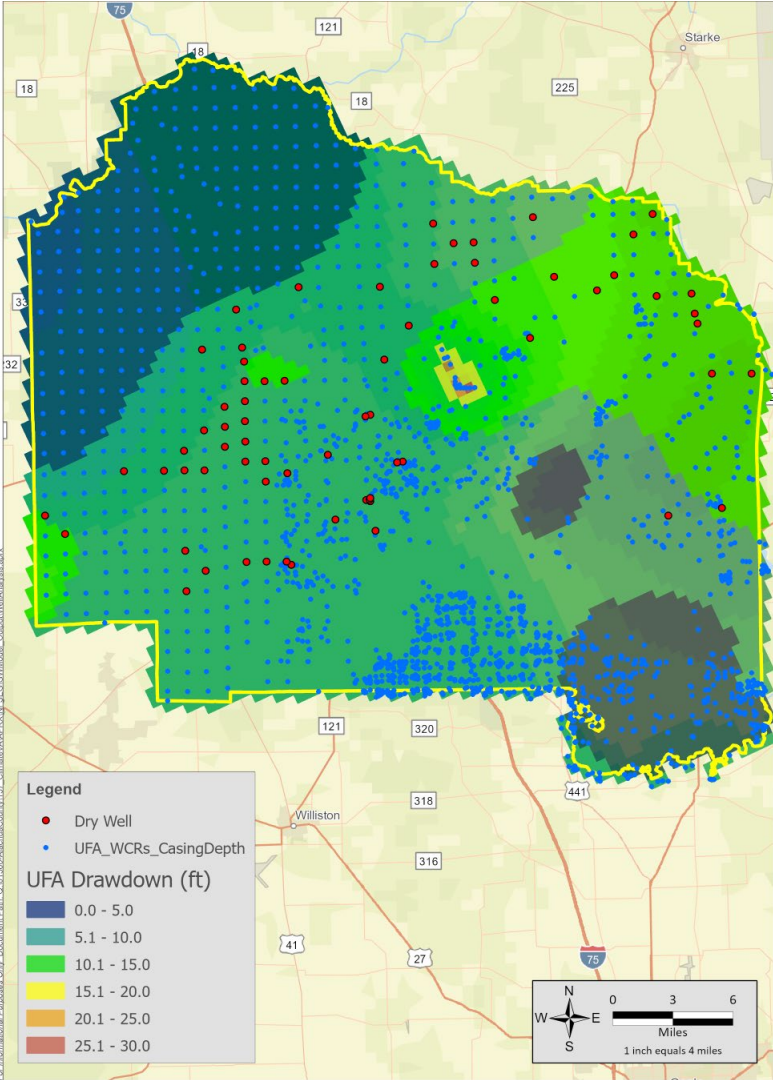 75
121
18
Starke
18
18
225
33
232
121
320
441
318
Williston
316
41
27
75
Legend
Dry Well
UFA_WCRs_CasingDepth
UFA Drawdown (ft)
0.0 - 5.0
5.1 - 10.0
10.1 - 15.0
15.1 - 20.0
20.1 - 25.0
25.1 - 30.0
N
W
E
S
0
3
6
Miles
1 inch equals 4 miles